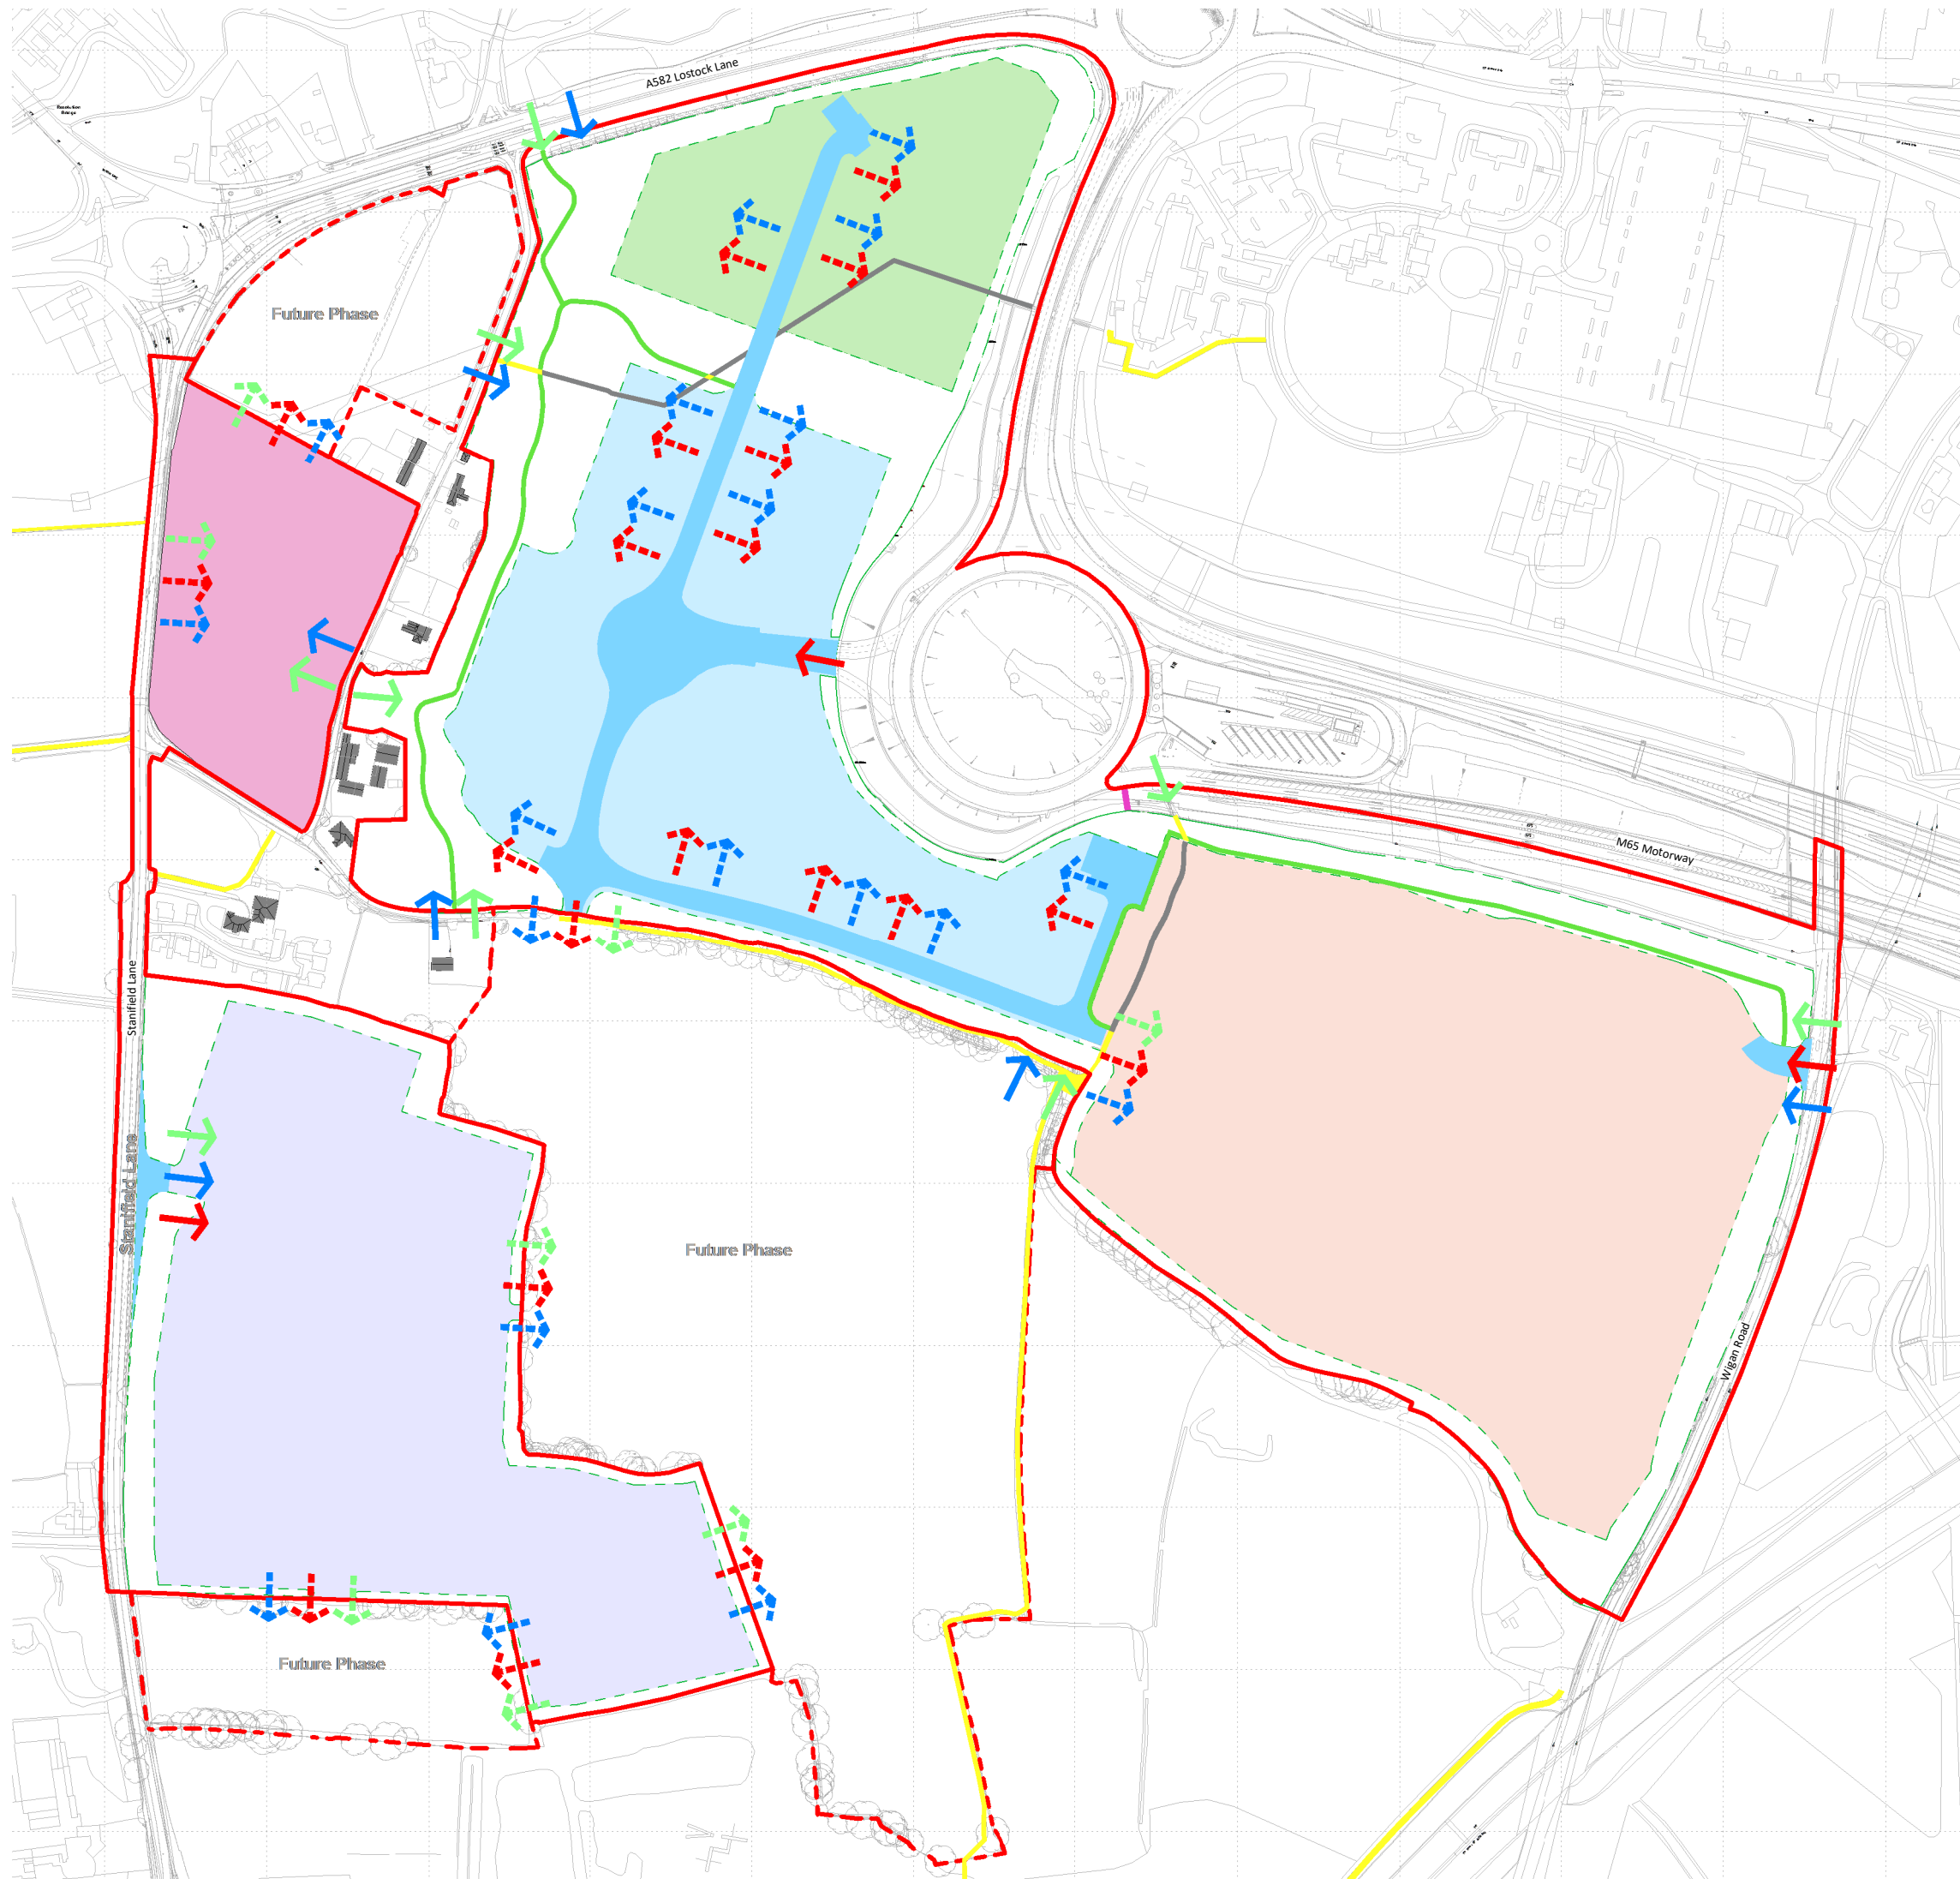 A582 Lostock Lane
Future Phase
M65 Motorway
Stanifield Lane
Stanifield Lane
Future Phase
Wigan Road
Future Phase